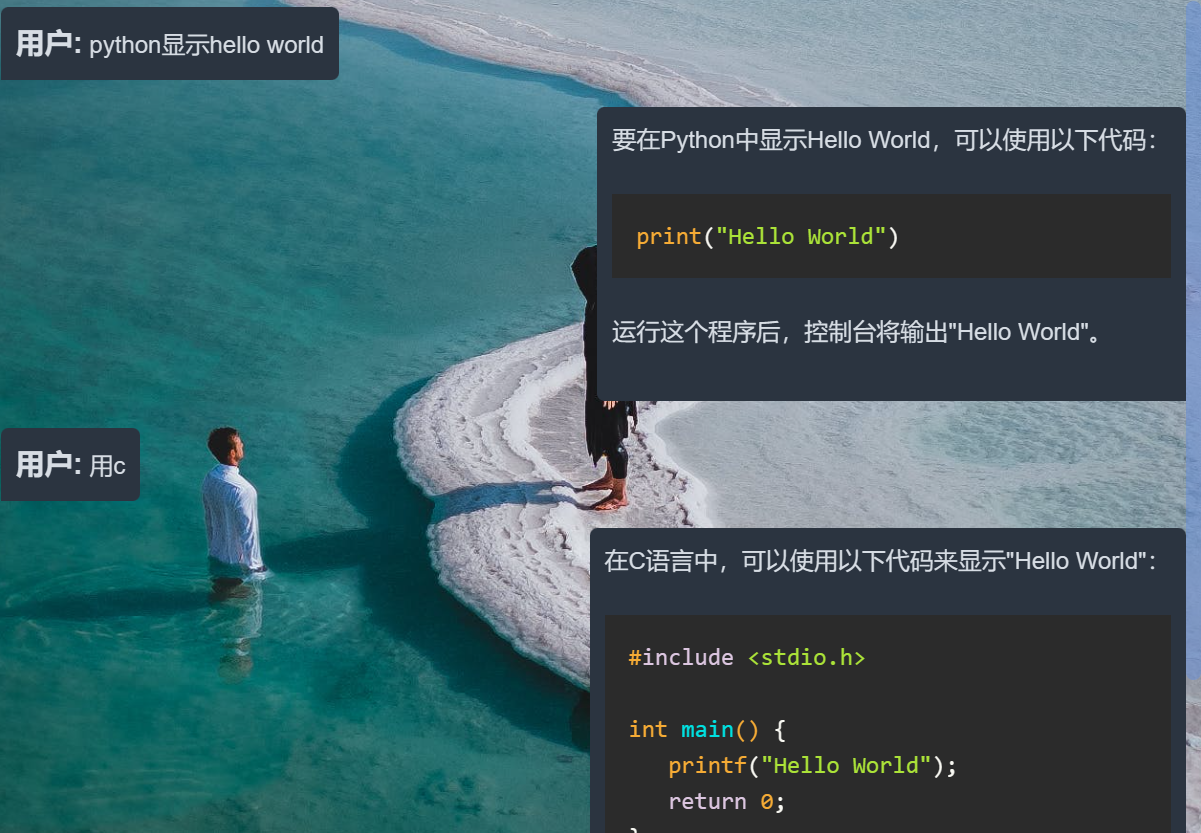 用户: python显示hello world
要在Python中显示Hello World，可以使用以下代码：
print("Hello World")
运行这个程序后，控制台将输出"Hello World"。
用户: 用c
在C语言中，可以使用以下代码来显示"Hello World"：
#include <stdio.h>
int main() {
   printf("Hello World");
   return 0;
}